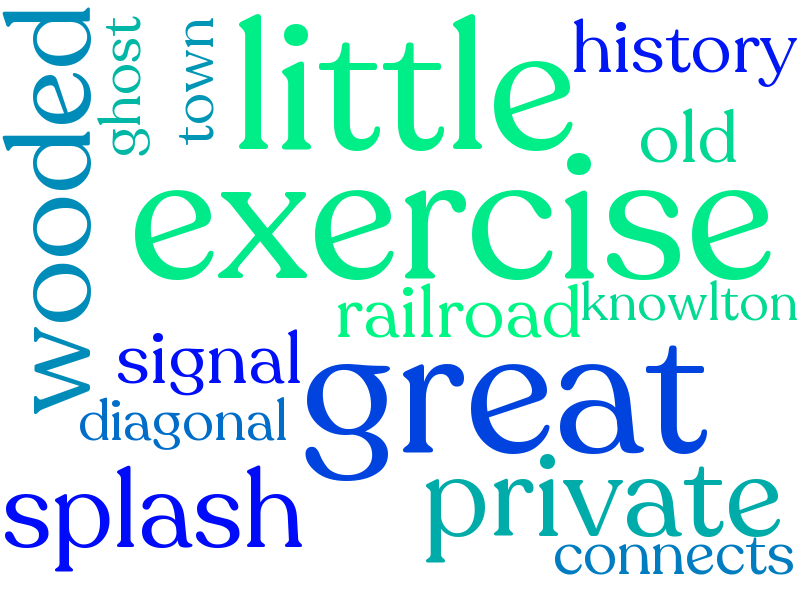 wooded
ghost
town
little
history
old
exercise
railroad
knowlton
signal
great
diagonal
splash
private
connects